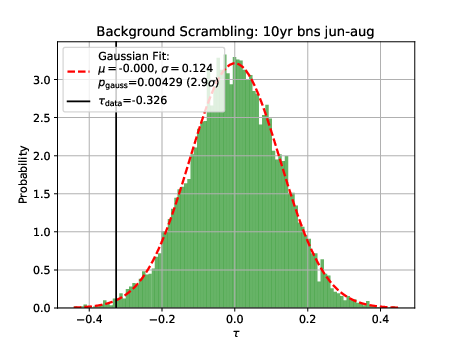 Background Scrambling: 10yr bns jun-aug
Gaussian Fit:
μ=-0.000, σ=0.124
p_gauss=0.00429 (2.9σ)
τ_data=-0.326
Probability
3.0
2.5
2.0
1.5
1.0
0.5
0.0
−0.4 −0.2 0.0 0.2 0.4
τ